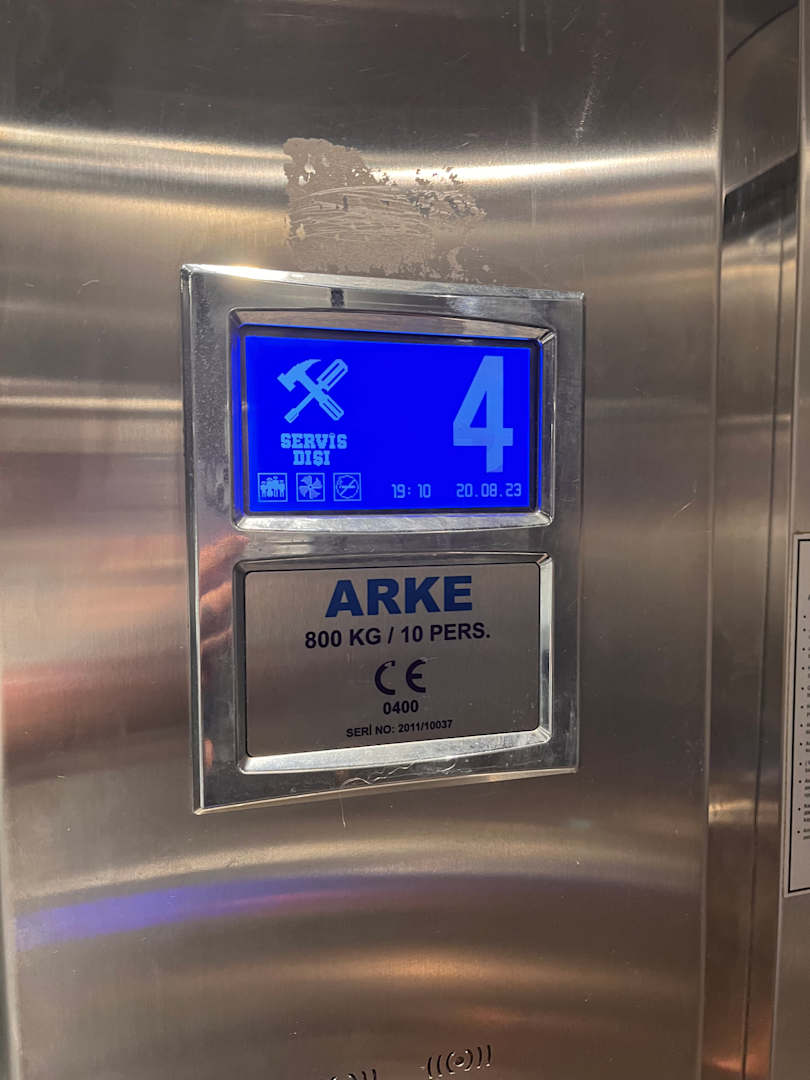 4
SERVİS
DIŞI
19:10 20.08.23
ARKE
800 KG / 10 PERS.
CE
0400
SERİ NO: 2011/10037